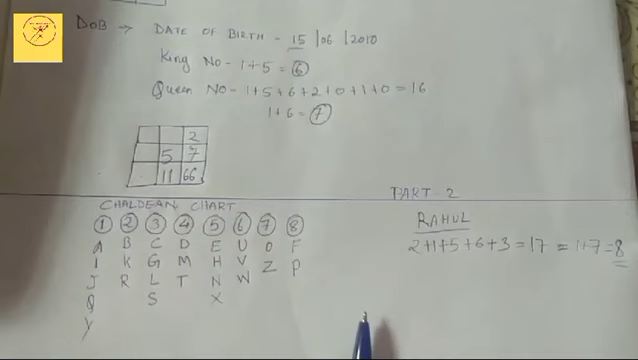 DOB → DATE OF BIRTH - 15/06/2010
King No - 1+5 = 6
Queen No - 1+5+6+2+0+1+0 = 16
1+6 = 7
2
5 7
11 66
PART-2
CHALDEAN CHART
1 2 3 4 5 6 7 8
A B C D E U O F
I K G M H V Z P
J R L T N W
Q S X
Y
RAHUL
2+1+5+6+3 = 17 = 1+7 = 8